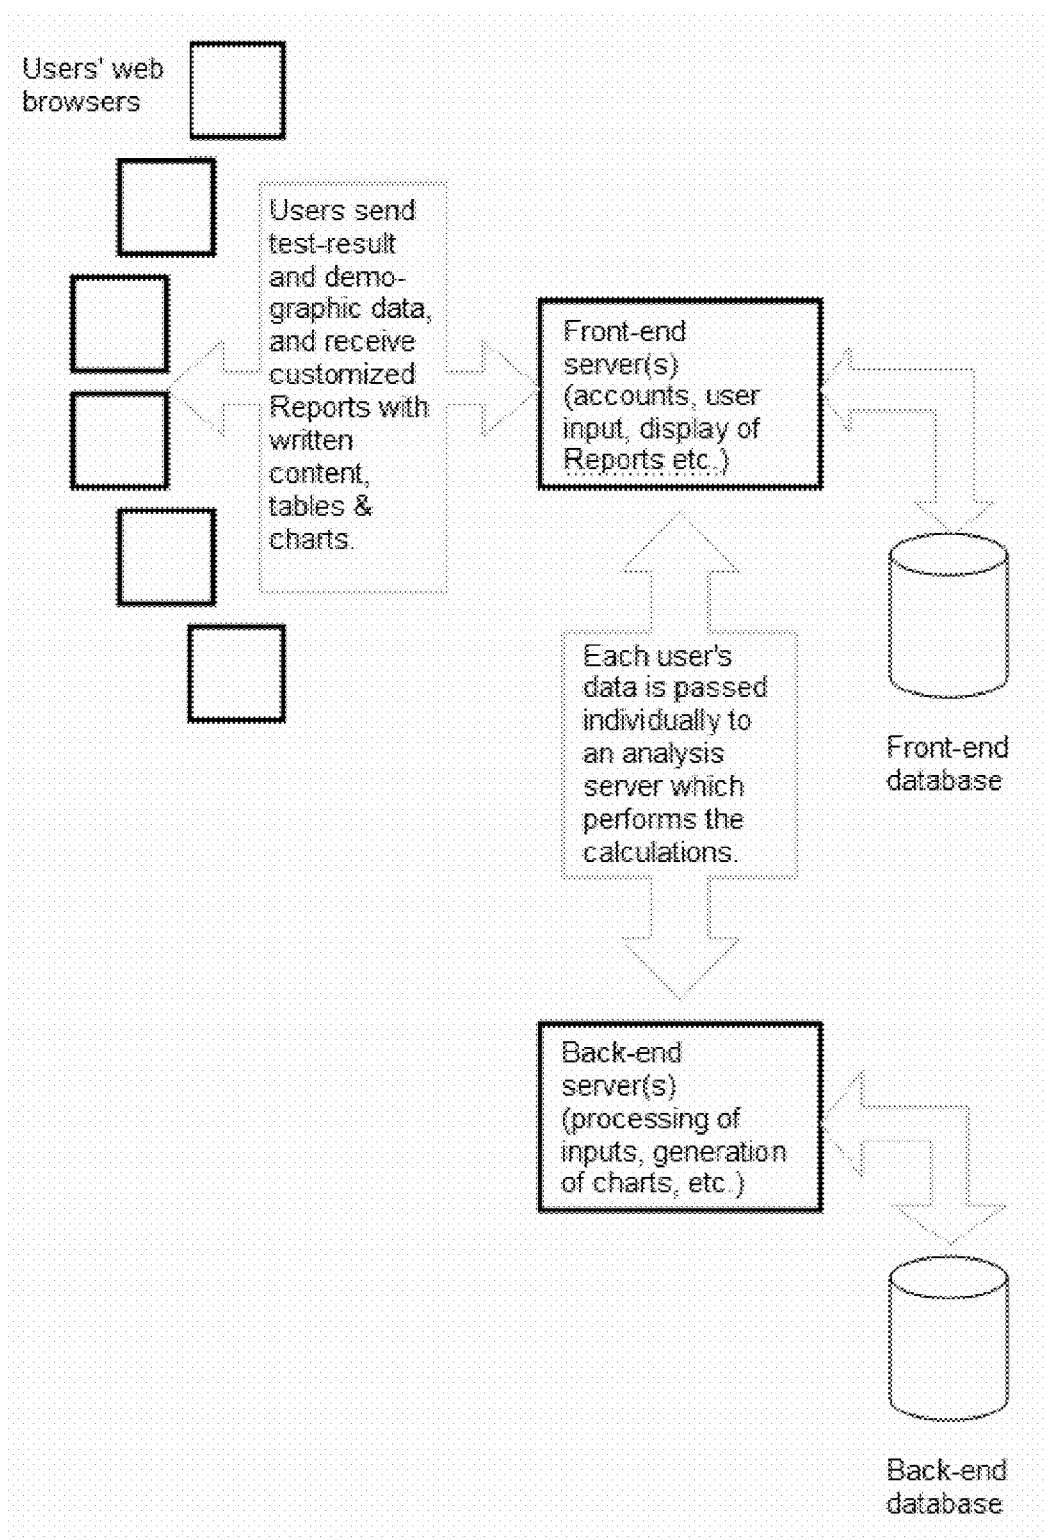 Users' web
browsers
Users send
test-result
and demo-
graphic data,
and receive
customized
Reports with
written
content,
tables &
charts.
Front-end
server(s)
(accounts, user
input, display of
Reports etc.)
Each user's
data is passed
individually to
an analysis
server which
performs the
calculations.
Front-end
database
Back-end
server(s)
(processing of
inputs, generation
of charts, etc.)
Back-end
database